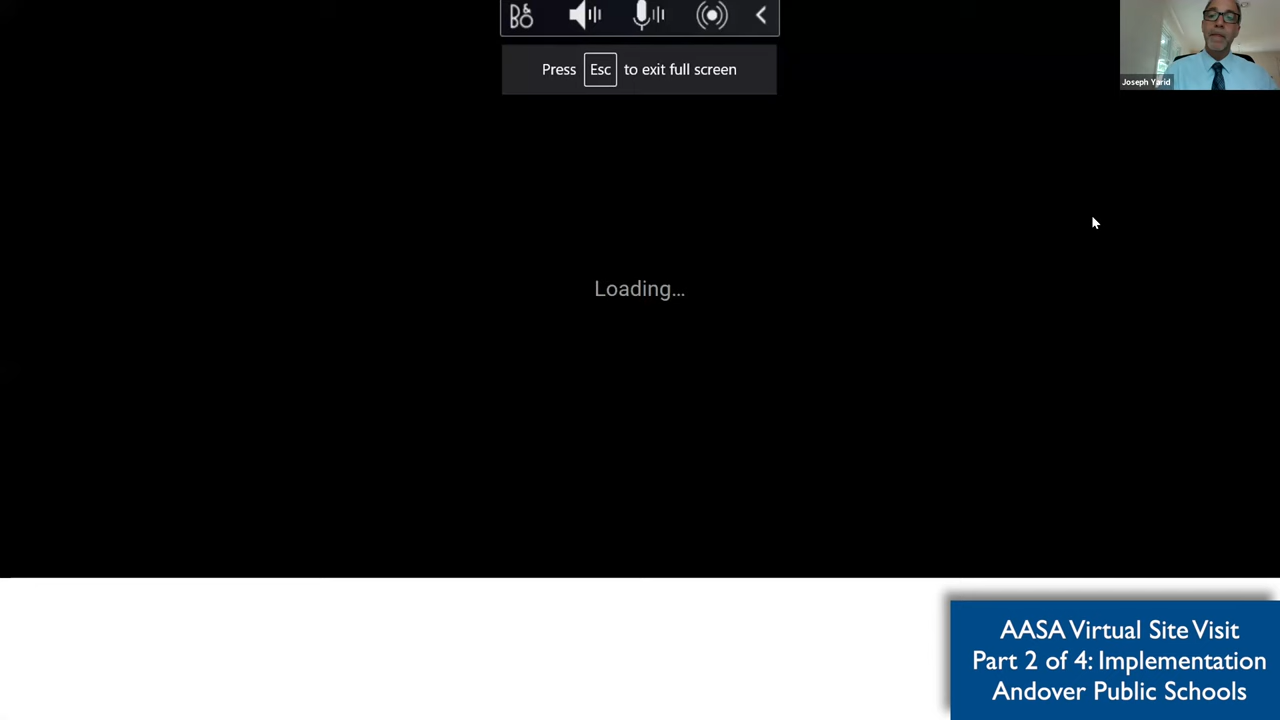 B&O
Press Esc to exit full screen
Joseph Yarid
Loading...
AASA Virtual Site Visit
Part 2 of 4: Implementation
Andover Public Schools